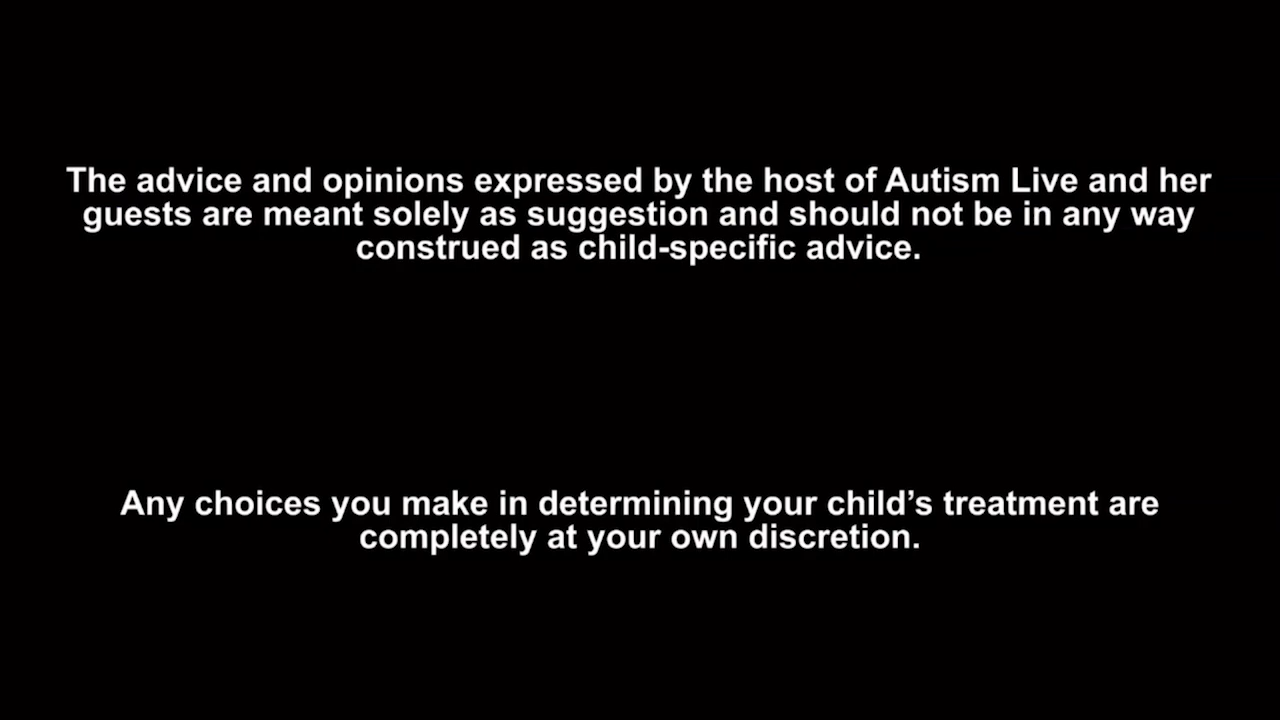 The advice and opinions expressed by the host of Autism Live and her
guests are meant solely as suggestion and should not be in any way
construed as child-specific advice.
Any choices you make in determining your child’s treatment are
completely at your own discretion.